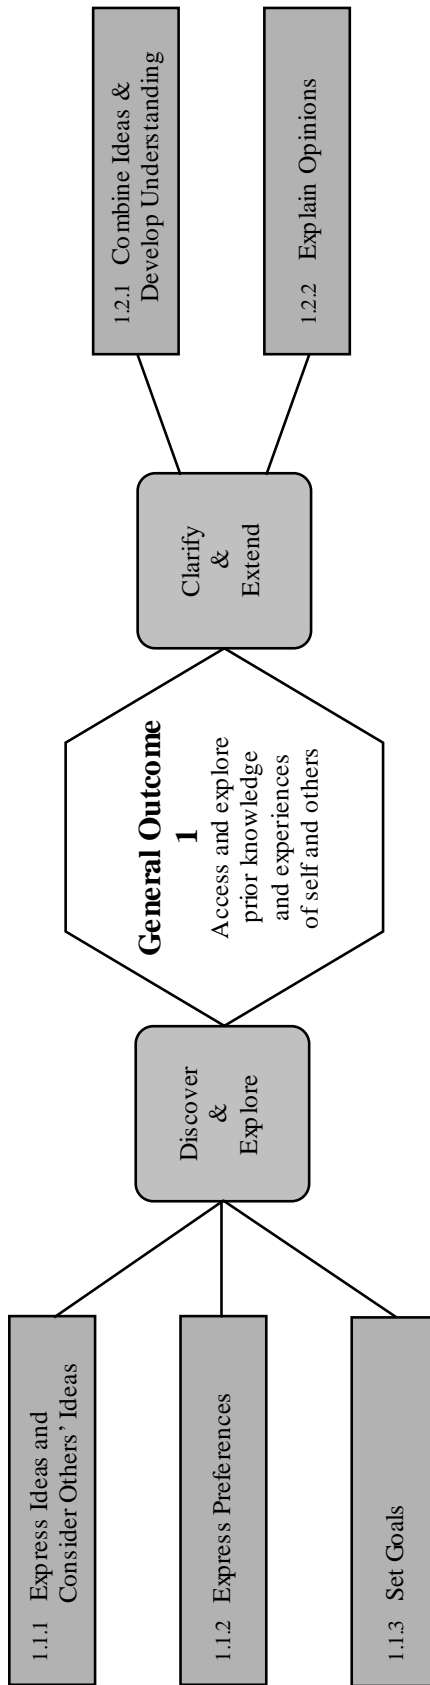 1.1.1 Express Ideas and
Consider Others' Ideas
1.1.2 Express Preferences
1.1.3 Set Goals
Discover
&
Explore
General Outcome
1
Access and explore
prior knowledge
and experiences
of self and others
Clarify
&
Extend
1.2.1 Combine Ideas &
Develop Understanding
1.2.2 Explain Opinions